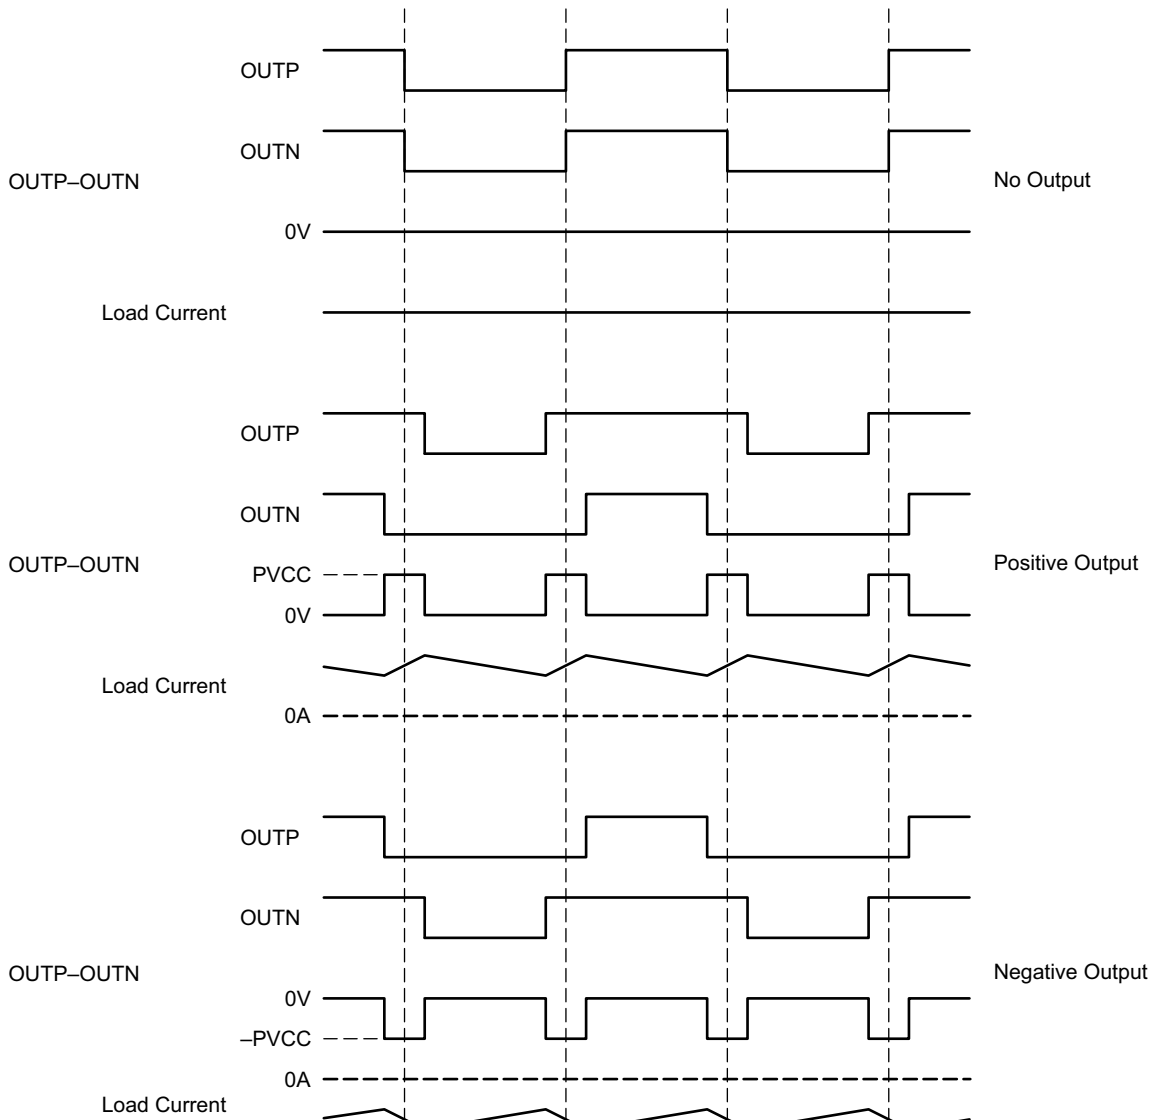 OUTP
OUTN
OUTP–OUTN
No Output
0V
Load Current
OUTP
OUTN
OUTP–OUTN
Positive Output
PVCC
0V
Load Current
0A
OUTP
OUTN
OUTP–OUTN
Negative Output
0V
–PVCC
0A
Load Current